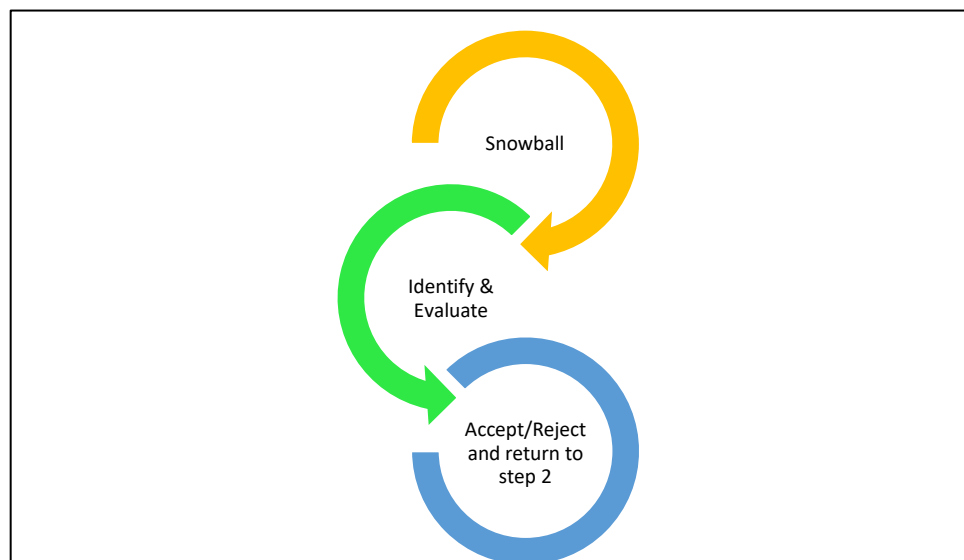 Snowball
Identify &
Evaluate
Accept/Reject
and return to
step 2